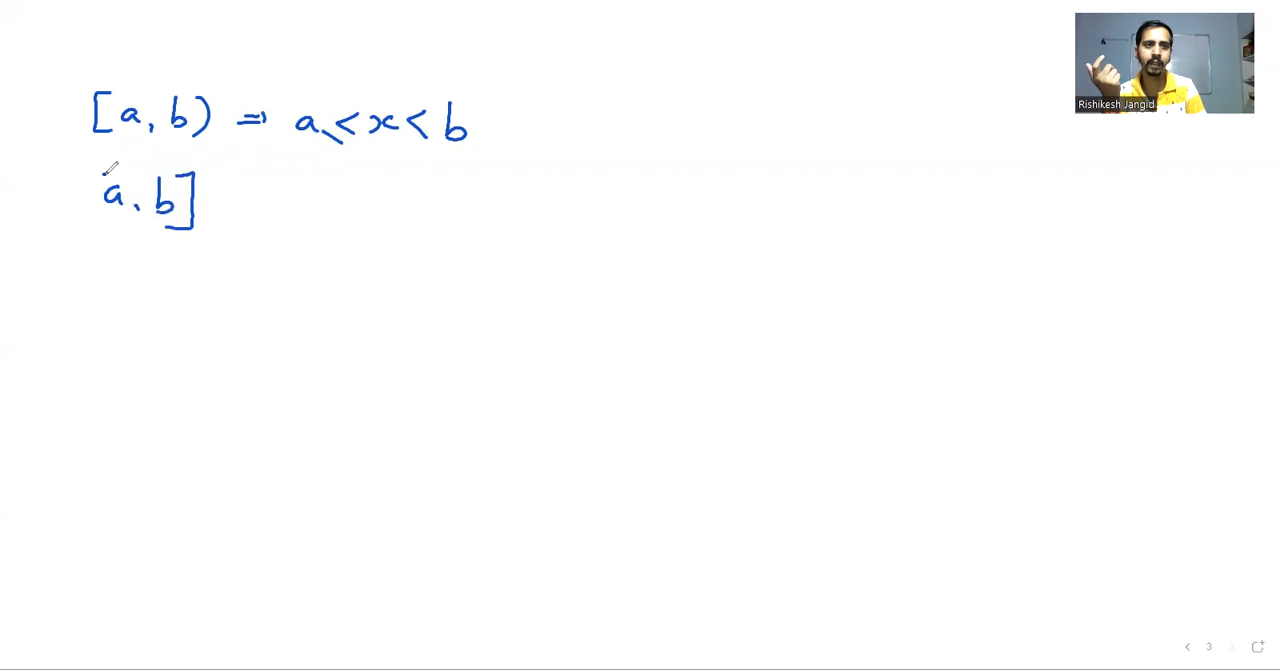 [a, b) ⇒ a ≤ x < b
a, b]
Rishikesh Jangid
3